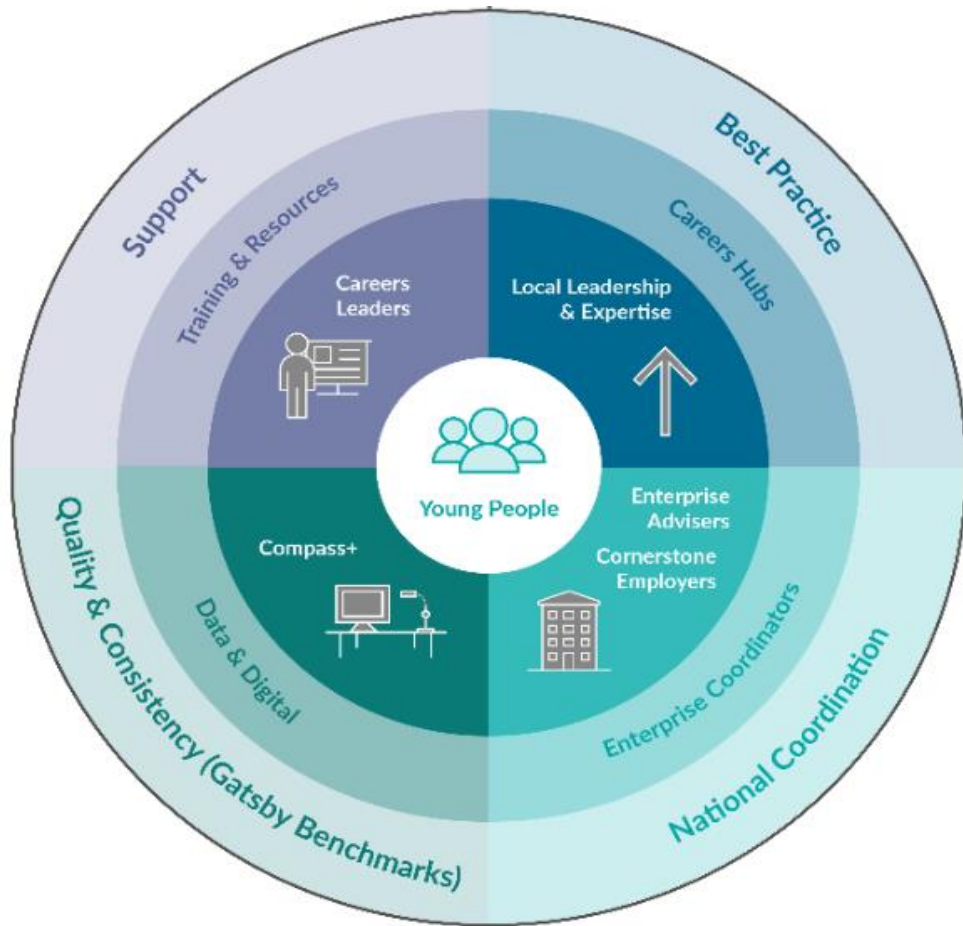 Support
Best Practice
Training & Resources
Careers Hubs
Careers
Leaders
Local Leadership
& Expertise
Young People
Compass+
Enterprise
Advisers
Cornerstone
Employers
Data & Digital
Enterprise Coordinators
Quality & Consistency (Gatsby Benchmarks)
National Coordination